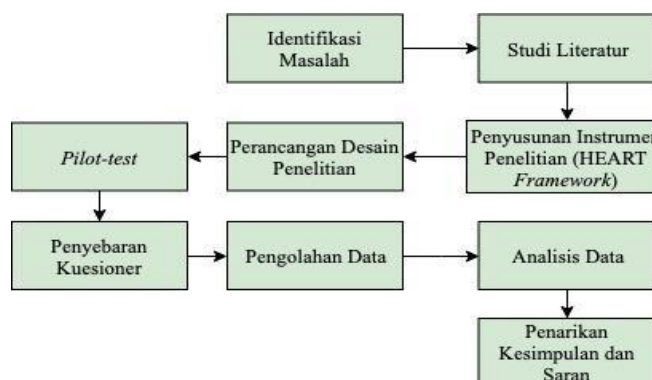 Identifikasi
Masalah
Studi Literatur
Penyusunan Instrumen
Penelitian (HEART
Framework)
Perancangan Desain
Penelitian
Pilot-test
Penyebaran
Kuesioner
Pengolahan Data
Analisis Data
Penarikan
Kesimpulan dan
Saran